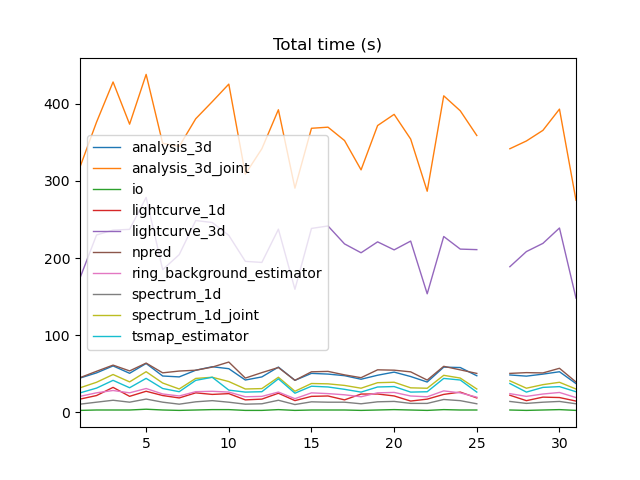 Total time (s)
400
300
200
100
0
analysis_3d
analysis_3d_joint
io
lightcurve_1d
lightcurve_3d
npred
ring_background_estimator
spectrum_1d
spectrum_1d_joint
tsmap_estimator
5 10 15 20 25 30